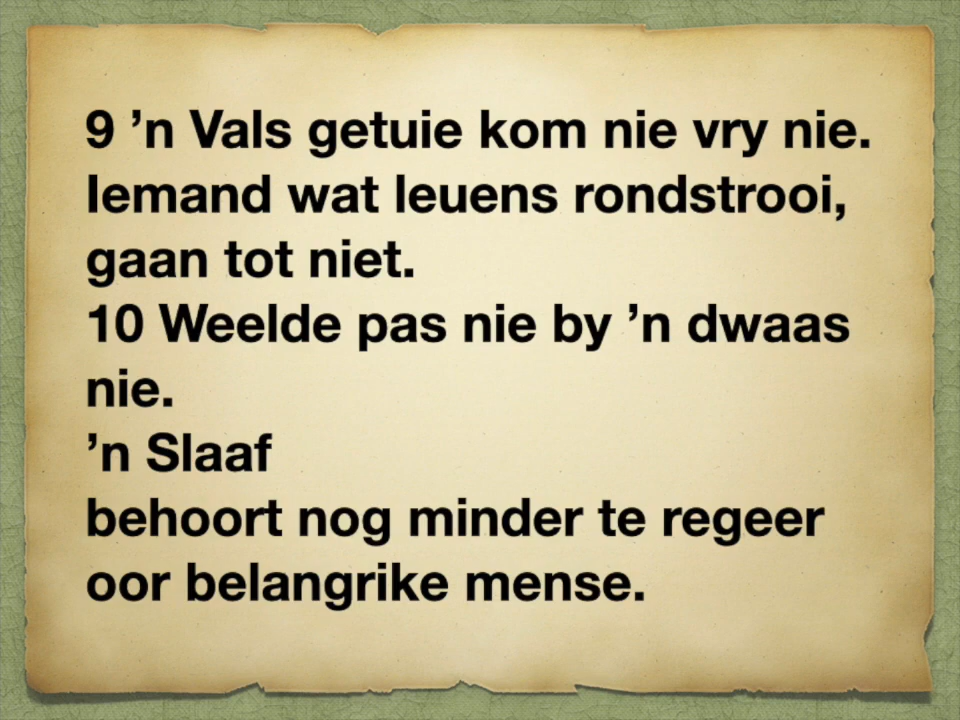 9 ’n Vals getuie kom nie vry nie.
Iemand wat leuens rondstrooi,
gaan tot niet.
10 Weelde pas nie by ’n dwaas
nie.
’n Slaaf
behoort nog minder te regeer
oor belangrike mense.